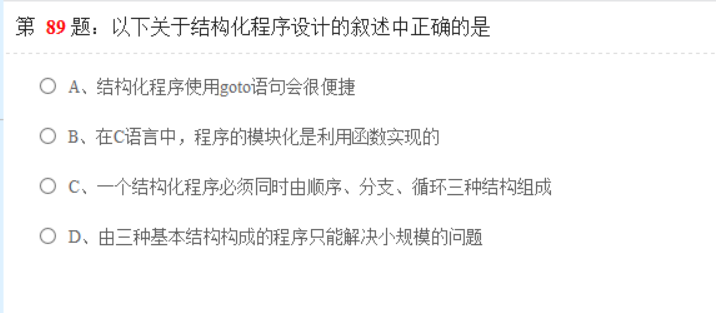 第 89 题：以下关于结构化程序设计的叙述中正确的是
A、结构化程序使用goto语句会很便捷
B、在C语言中，程序的模块化是利用函数实现的
C、一个结构化程序必须同时由顺序、分支、循环三种结构组成
D、由三种基本结构构成的程序只能解决小规模的问题